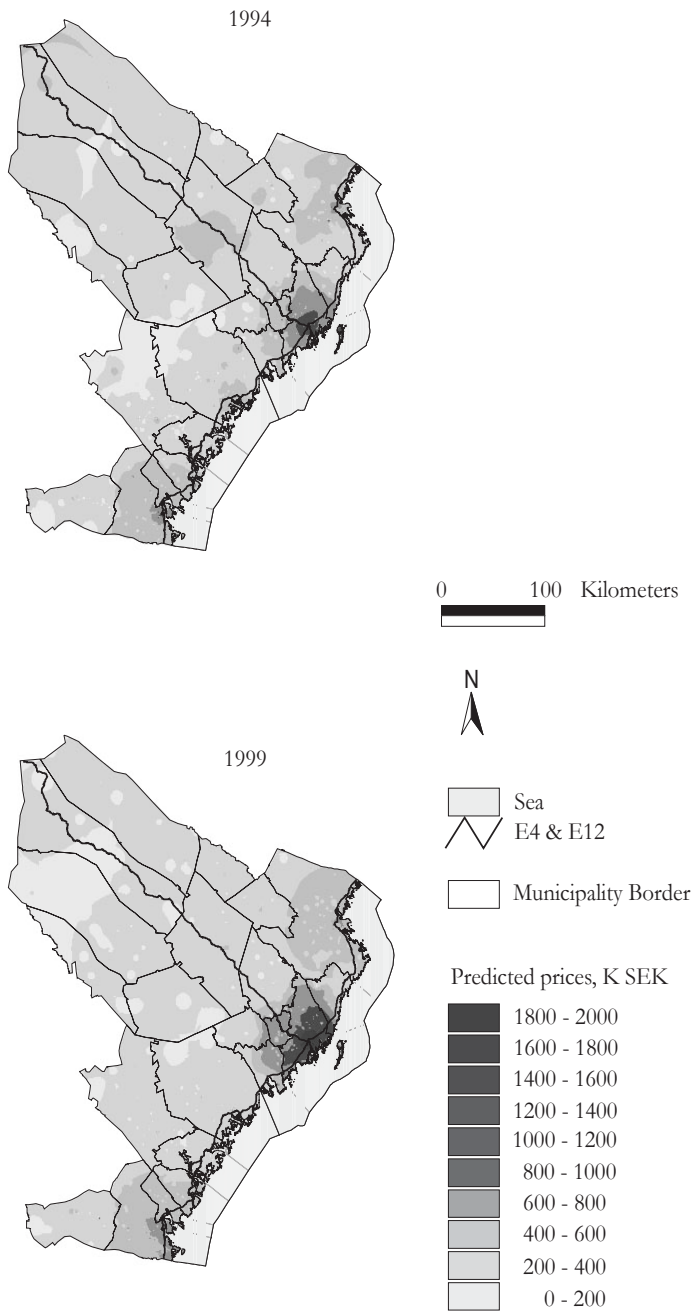 1994
0 100 Kilometers
N
1999
Sea
E4 & E12
Municipality Border
Predicted prices, K SEK
1800 - 2000
1600 - 1800
1400 - 1600
1200 - 1400
1000 - 1200
800 - 1000
600 - 800
400 - 600
200 - 400
0 - 200